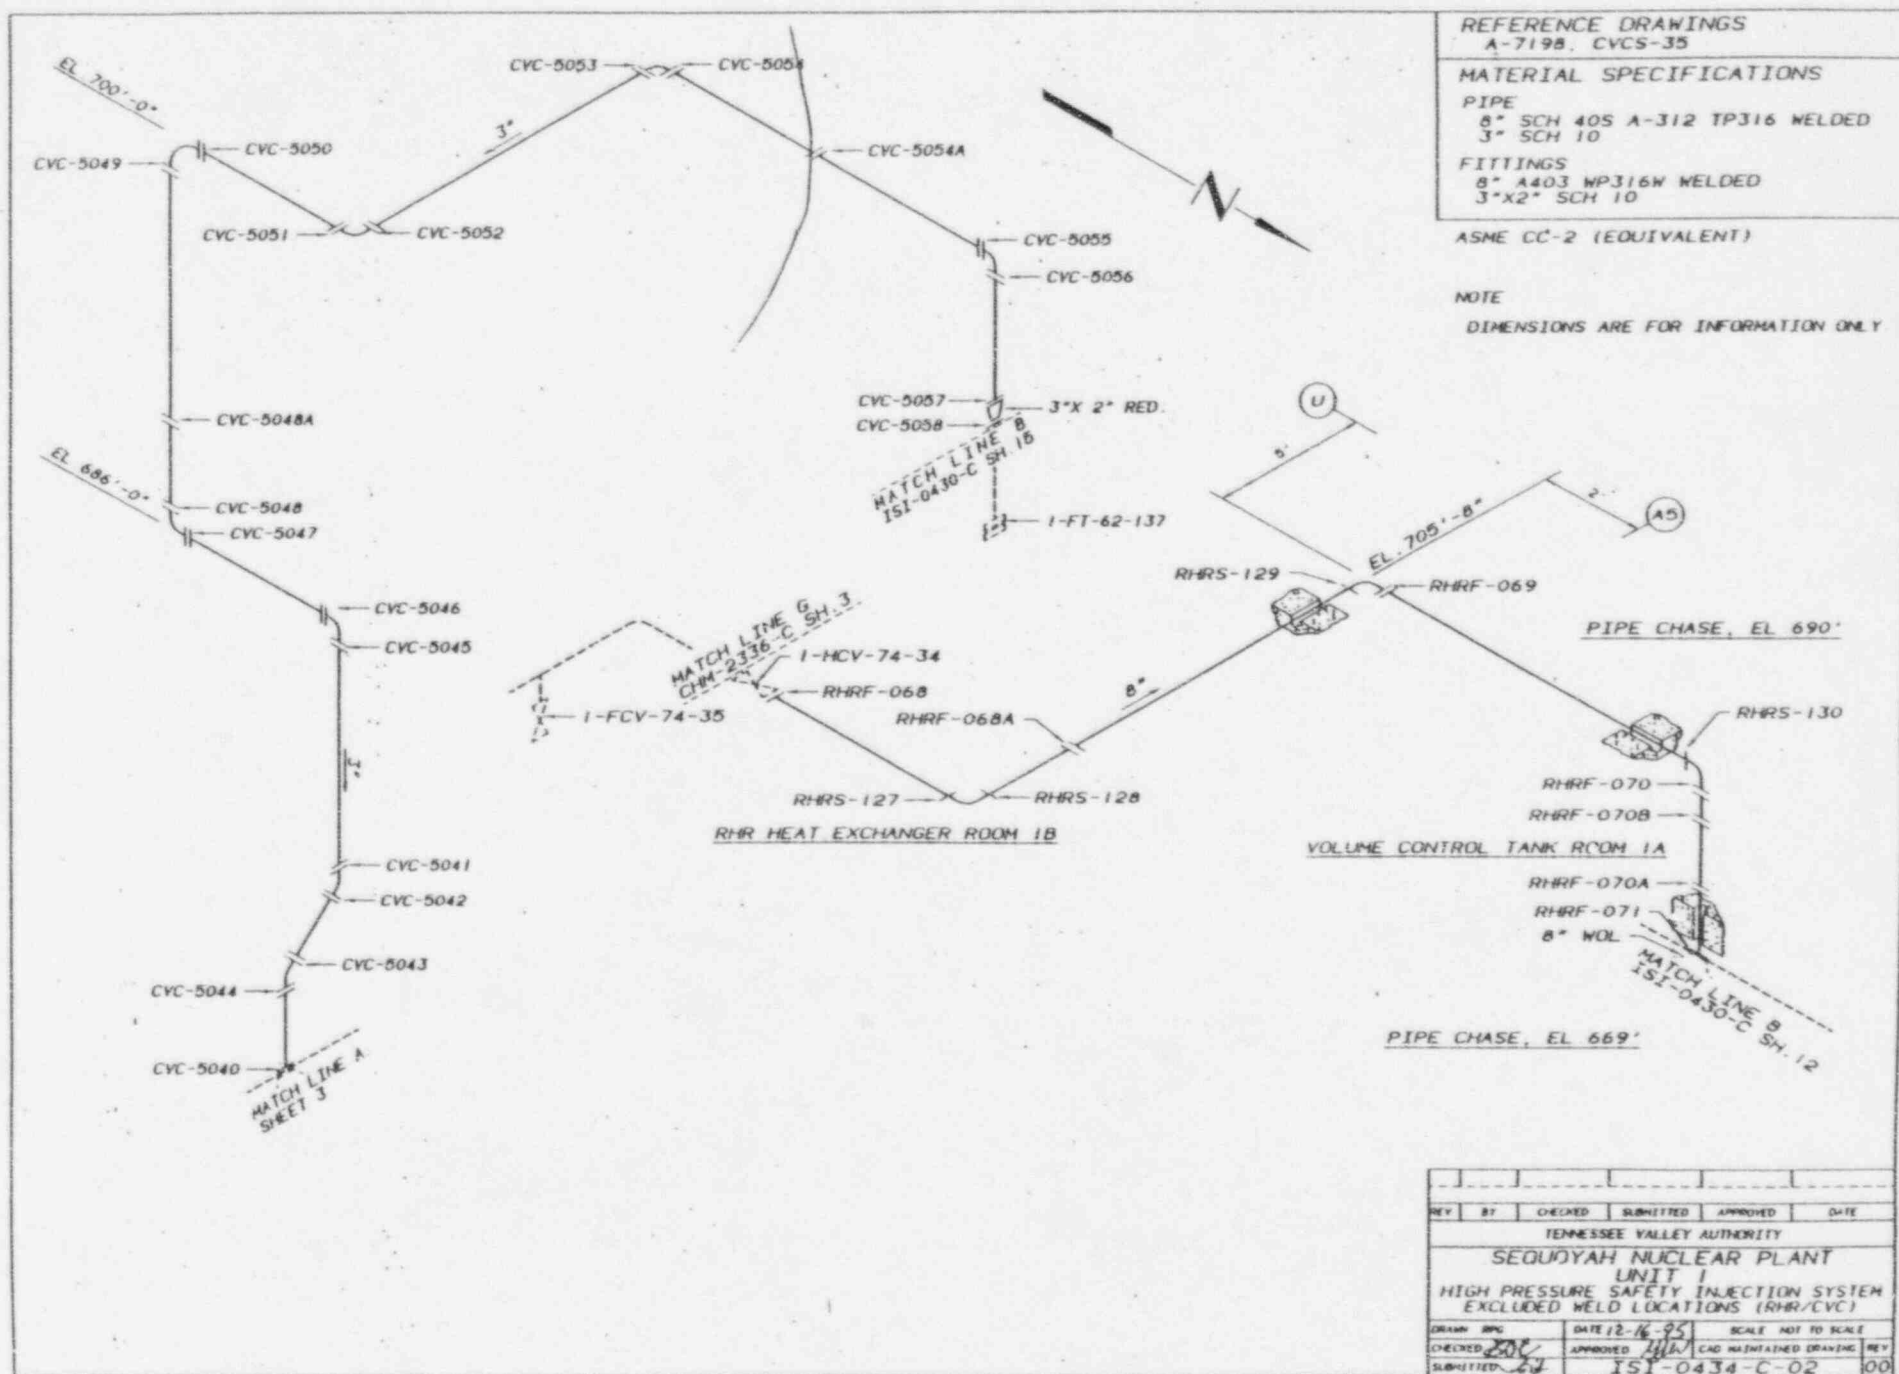 REFERENCE DRAWINGS
A-7198, CVCS-35
MATERIAL SPECIFICATIONS
PIPE
8" SCH 40S A-312 TP316 WELDED
3" SCH 10
FITTINGS
8" A403 WP316W WELDED
3"X2" SCH 10
ASME CC-2 (EQUIVALENT)
NOTE
DIMENSIONS ARE FOR INFORMATION ONLY
EL 700'-0"
CVC-5053
CVC-5054
3"
CVC-5049
CVC-5050
CVC-5054A
CVC-5051
CVC-5052
CVC-5055
CVC-5056
N
CVC-5048A
CVC-5057
3"X 2" RED.
CVC-5058
MATCH LINE B
ISI-0430-C SH.15
1-FT-62-137
EL 686'-0"
CVC-5048
CVC-5047
CVC-5046
CVC-5045
3"
CVC-5041
CVC-5042
CVC-5043
CVC-5044
CVC-5040
MATCH LINE A
SHEET 3
U
5'
EL. 705'-8"
A5
RHRS-129
RHRF-069
PIPE CHASE, EL 690'
MATCH LINE G
CHM-2336-C SH.3
1-HCV-74-34
RHRF-068
1-FCV-74-35
RHRF-068A
8"
RHRS-130
RHRS-127
RHRS-128
RHR HEAT EXCHANGER ROOM 1B
RHRF-070
RHRF-070B
VOLUME CONTROL TANK ROOM 1A
RHRF-070A
RHRF-071
8" WOL
MATCH LINE B
ISI-0430-C SH.12
PIPE CHASE, EL 669'
REV BY CHECKED SUBMITTED APPROVED DATE
TENNESSEE VALLEY AUTHORITY
SEQUOYAH NUCLEAR PLANT
UNIT 1
HIGH PRESSURE SAFETY INJECTION SYSTEM
EXCLUDED WELD LOCATIONS (RHR/CVC)
DRAWN RPG DATE 12-16-95 SCALE NOT TO SCALE
CHECKED APPROVED CAD MAINTAINED DRAWING REV
SUBMITTED ISI-0434-C-02 00